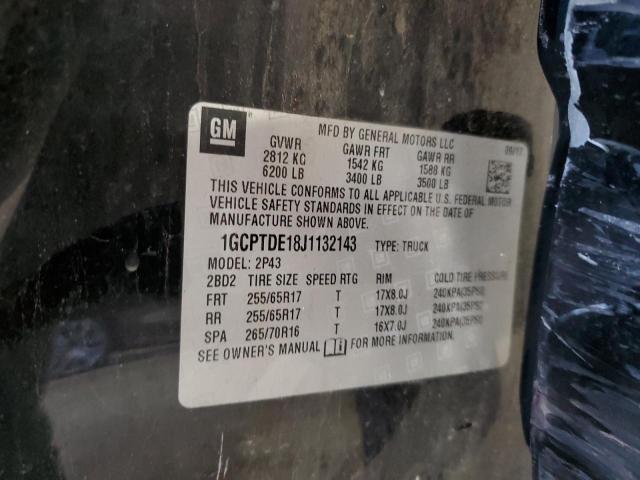 GM
MFD BY GENERAL MOTORS LLC
GVWR GAWR FRT GAWR RR
2812 KG 1542 KG 1588 KG
6200 LB 3400 LB 3500 LB
THIS VEHICLE CONFORMS TO ALL APPLICABLE U.S. FEDERAL MOTOR
VEHICLE SAFETY STANDARDS IN EFFECT ON THE DATE OF
MANUFACTURE SHOWN ABOVE.
1GCPTDE18J1132143 TYPE: TRUCK
MODEL: 2P43
2BD2 TIRE SIZE SPEED RTG RIM COLD TIRE PRESSURE
FRT 255/65R17 T 17X8.0J 240KPA(35PSI)
RR 255/65R17 T 17X8.0J 240KPA(35PSI)
SPA 265/70R16 T 16X7.0J 240KPA(35PSI)
SEE OWNER'S MANUAL FOR MORE INFORMATION.